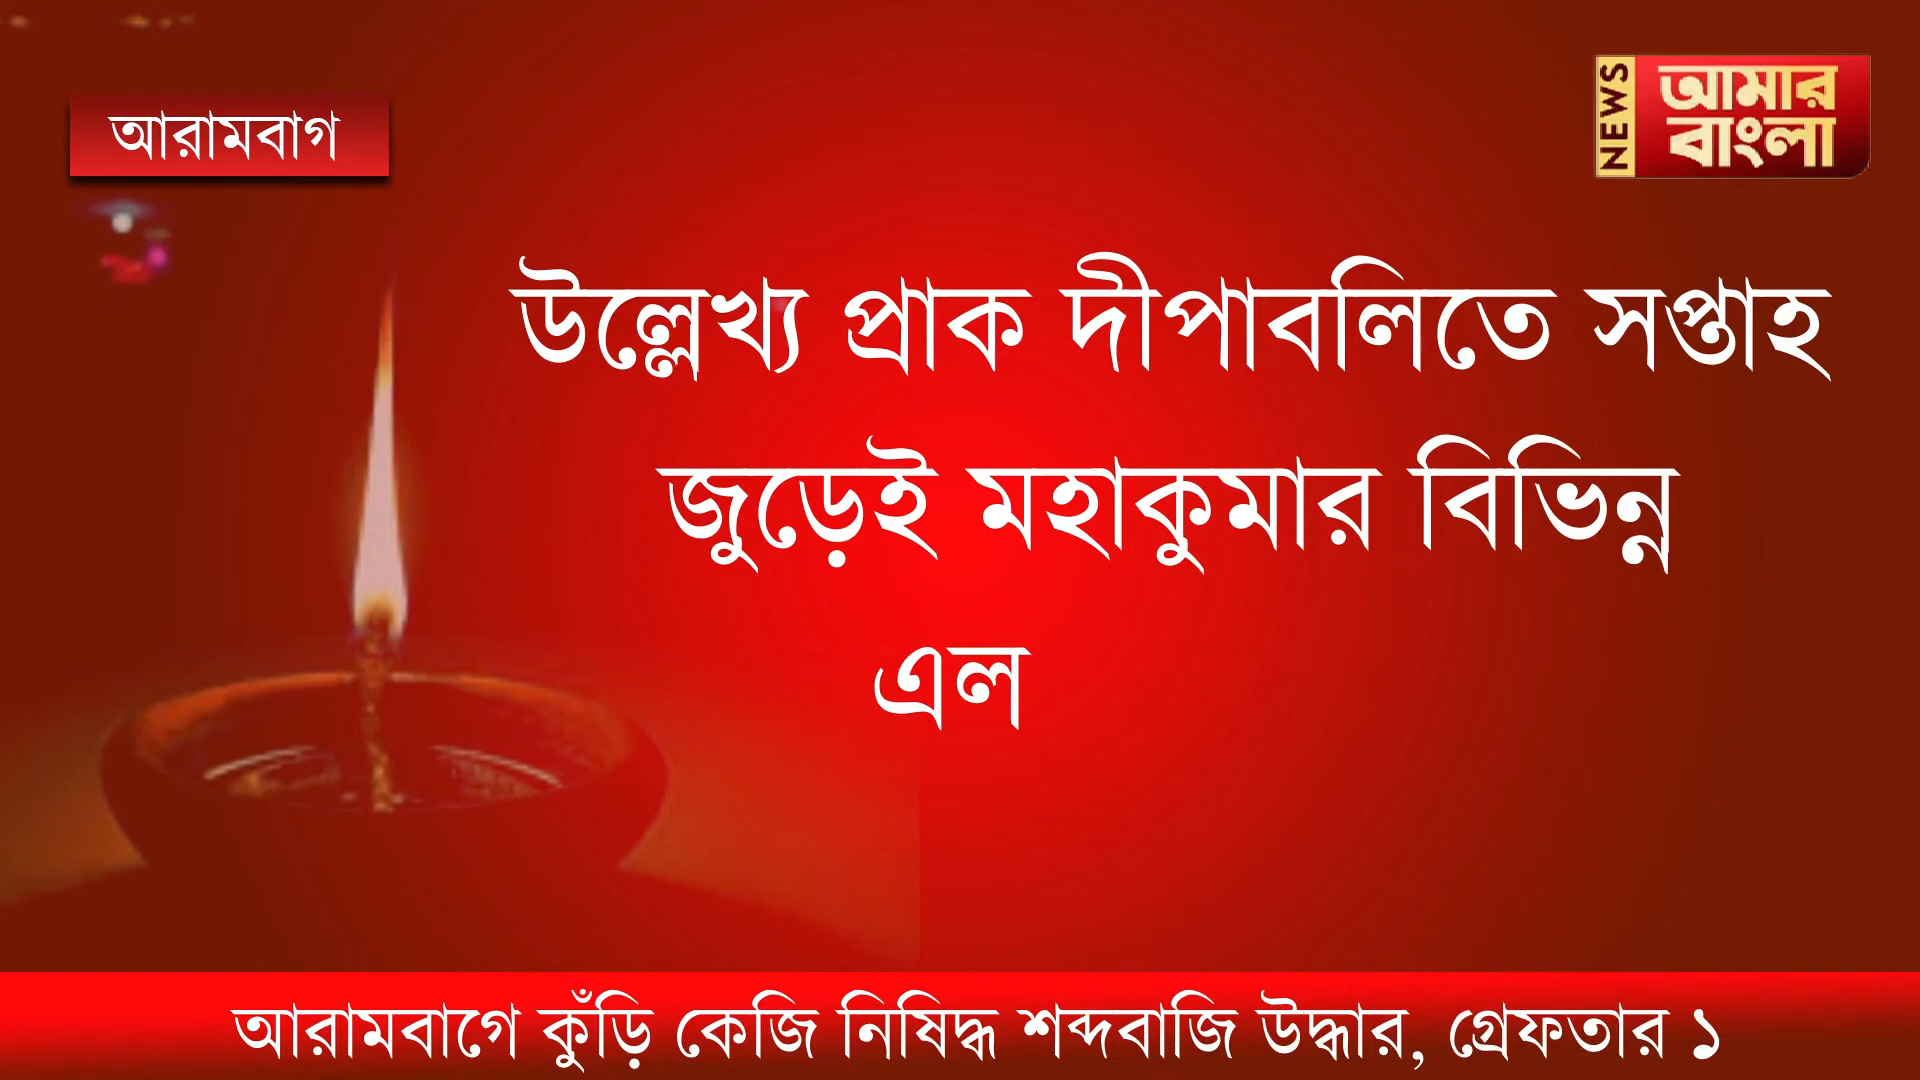 আরামবাগ
NEWS
আমার
বাংলা
উল্লেখ্য প্রাক দীপাবলিতে সপ্তাহ
জুড়েই মহাকুমার বিভিন্ন
এল
আরামবাগে কুঁড়ি কেজি নিষিদ্ধ শব্দবাজি উদ্ধার, গ্রেফতার ১